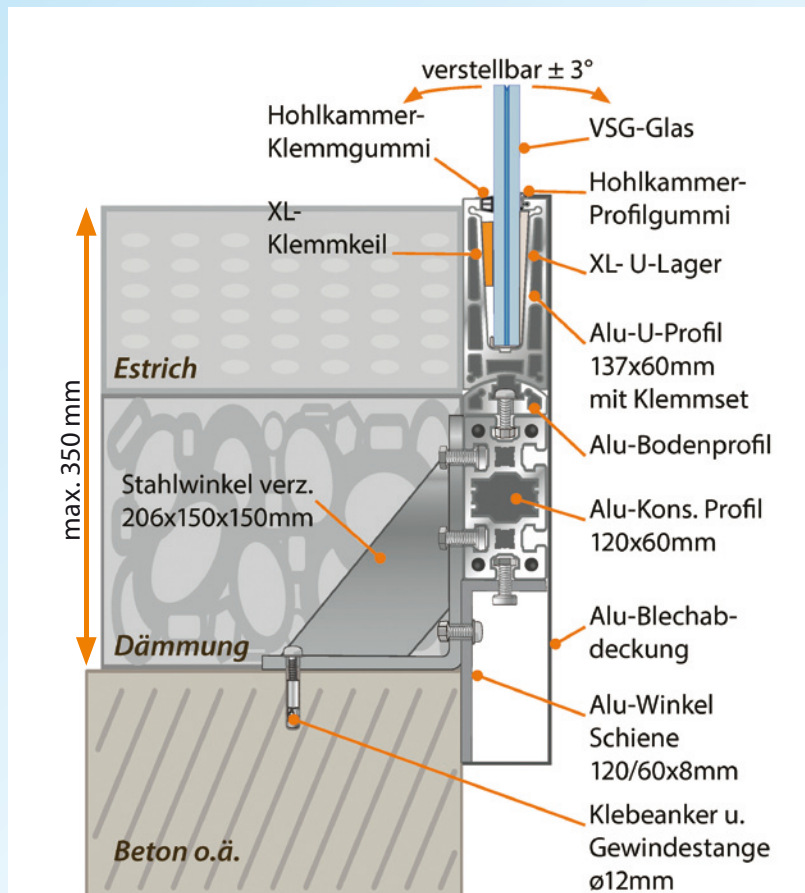 verstellbar ± 3°
Hohlkammer-
Klemmgummi
VSG-Glas
Hohlkammer-
Profilgummi
XL-
Klemmkeil
XL- U-Lager
Alu-U-Profil
137x60mm
mit Klemmset
Estrich
max. 350 mm
Alu-Bodenprofil
Stahlwinkel verz.
206x150x150mm
Alu-Kons. Profil
120x60mm
Dämmung
Alu-Blechab-
deckung
Alu-Winkel
Schiene
120/60x8mm
Beton o.ä.
Klebeanker u.
Gewindestange
ø12mm